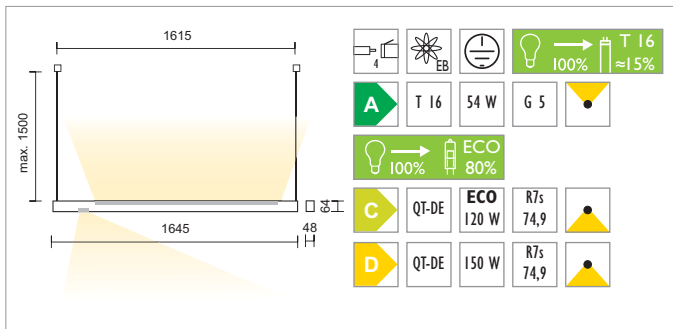 1615
max. 1500
64
1645
48
4
EB
100%
T 16
≈15%
A
T 16
54 W
G 5
100%
ECO
80%
C
QT-DE
ECO
120 W
R7s
74,9
D
QT-DE
150 W
R7s
74,9